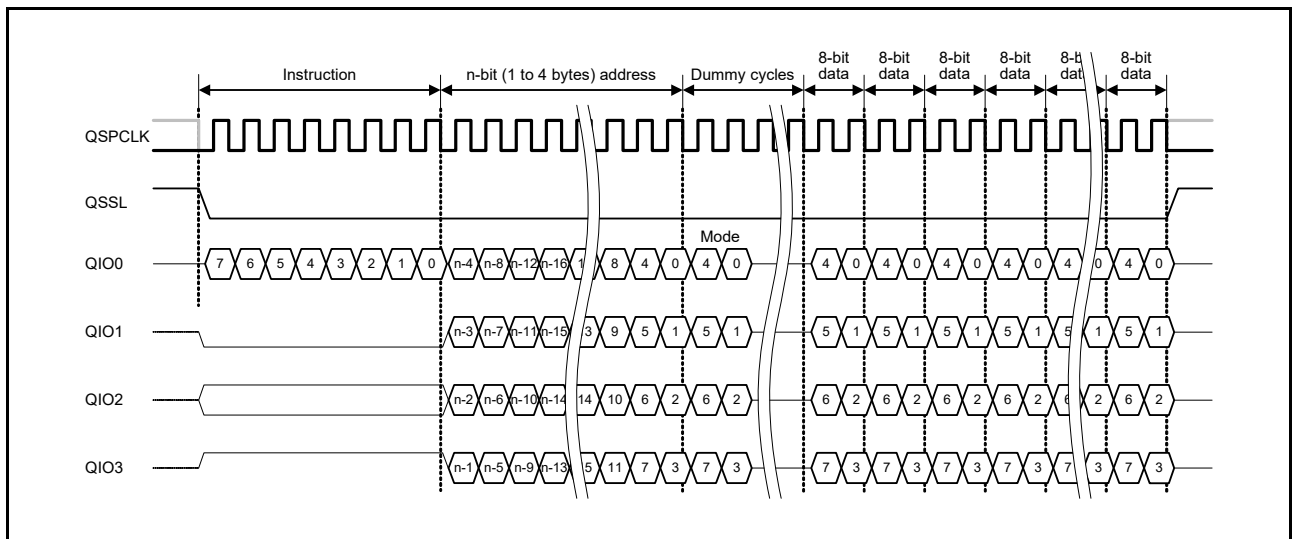 8-bit data 8-bit data 8-bit data 8-bit data 8-bit data
Instruction n-bit (1 to 4 bytes) address Dummy cycles
QSPCLK
QSSL
Mode
QIO0 7 6 5 4 3 2 1 0 n-4 n-8 n-12 n-16 8 4 0 4 0 4 0 4 0 4 0 4 0 4 0 4 0
QIO1 n-3 n-7 n-11 n-15 9 5 1 5 1 5 1 5 1 5 1 5 1 5 1 5 1
QIO2 n-2 n-6 n-10 n-14 14 10 6 2 6 2 6 2 6 2 6 2 6 2 6 2 6 2
QIO3 n-1 n-5 n-9 n-13 11 7 3 7 3 7 3 7 3 7 3 7 3 7 3 7 3